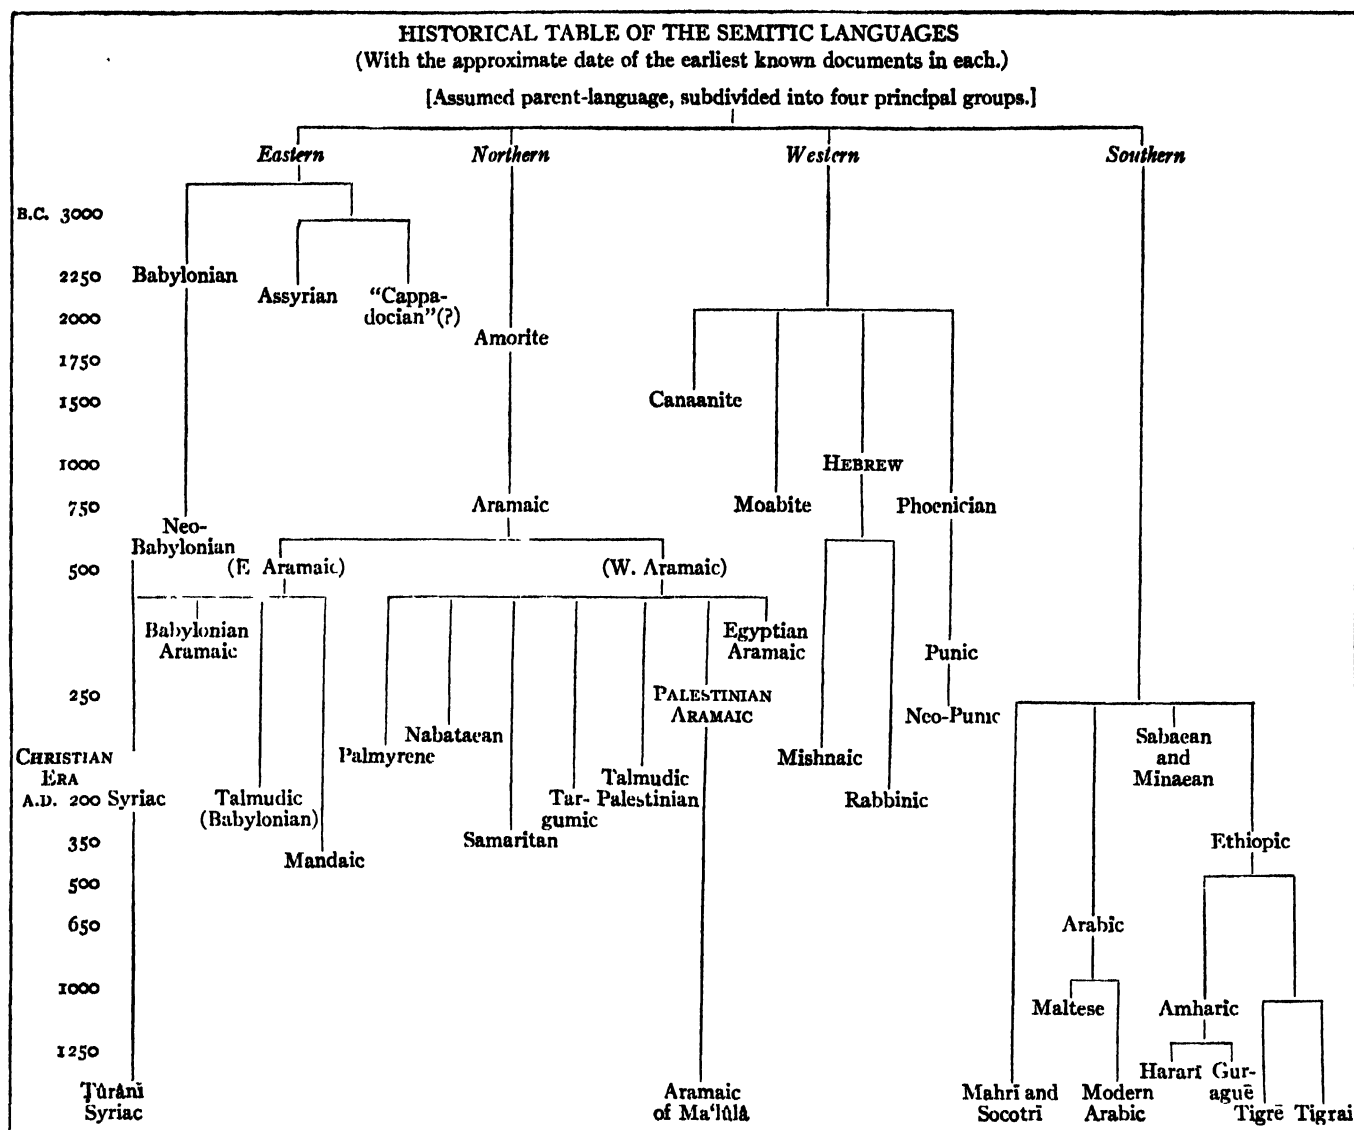 HISTORICAL TABLE OF THE SEMITIC LANGUAGES
(With the approximate date of the earliest known documents in each.)
[Assumed parent-language, subdivided into four principal groups.]
Eastern Northern Western Southern
B.C. 3000
2250 Babylonian
Assyrian "Cappa-
docian"(?)
2000
Amorite
1750
1500 Canaanite
1000 HEBREW
750 Aramaic Moabite Phoenician
Neo-
Babylonian
500 (E Aramaic) (W. Aramaic)
Babylonian
Aramaic
Egyptian
Aramaic
Punic
250 PALESTINIAN
ARAMAIC
Neo-Punic
Nabataean
Palmyrene
Mishnaic
Sabaean
and
Minaean
CHRISTIAN
ERA
A.D. 200 Syriac
Talmudic
(Babylonian)
Tar-
gumic
Talmudic
Palestinian
Rabbinic
350 Samaritan Ethiopic
Mandaic
500
650 Arabic
1000
Maltese Amharic
1250
Hararī Gur-
aguē
Ṭûrânî
Syriac
Aramaic
of Ma'lûlâ
Mahrī and
Socotrī
Modern
Arabic
Tigrē Tigrai